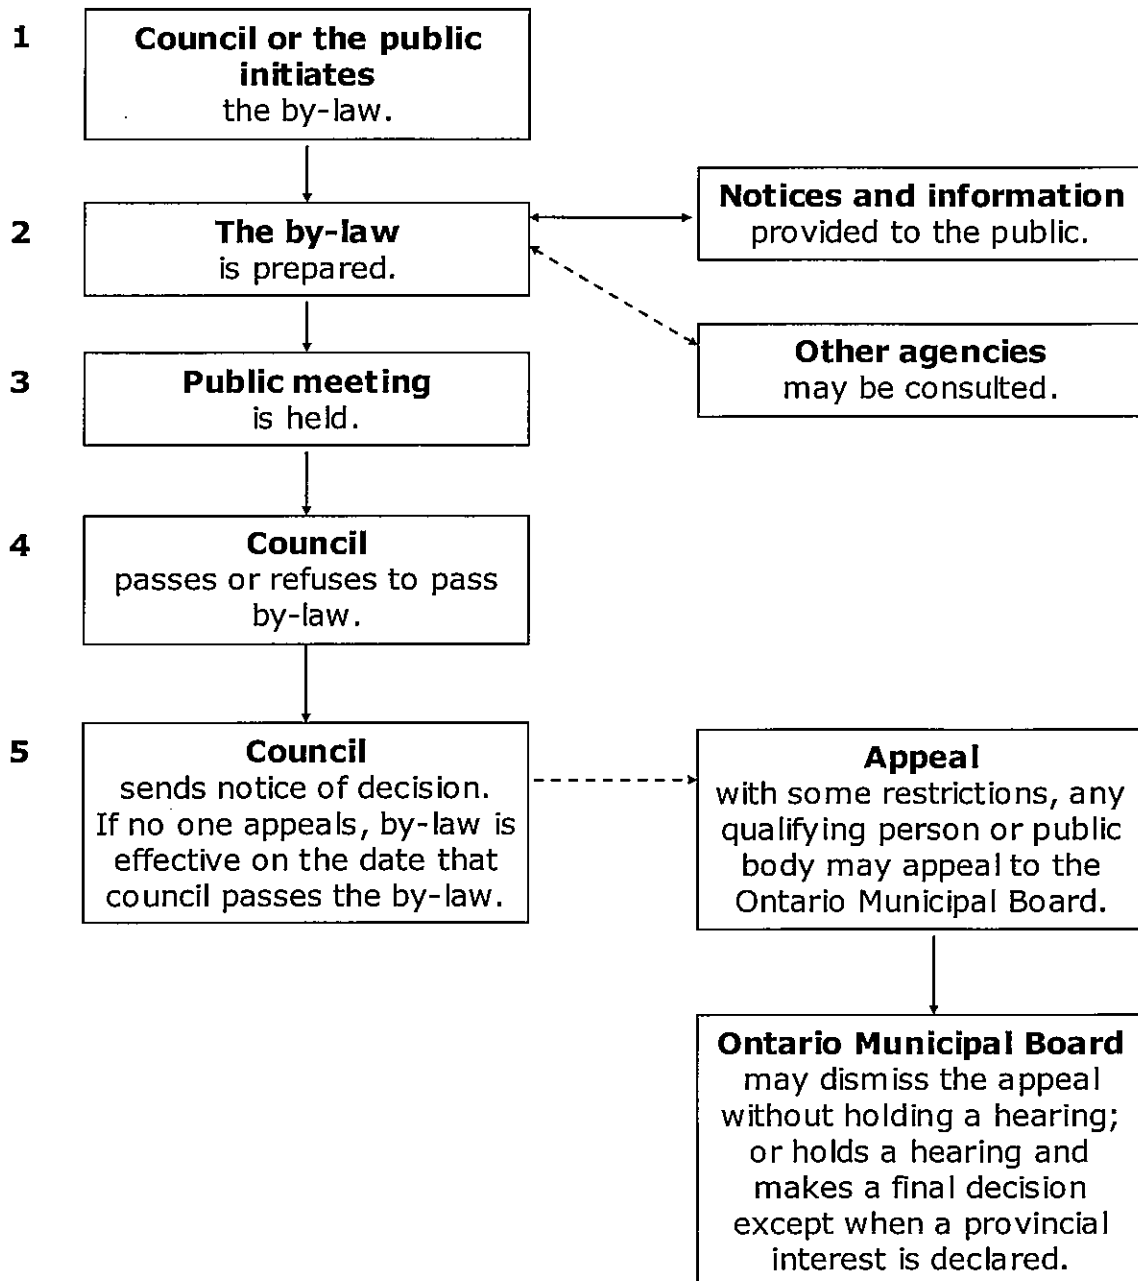 1
Council or the public
initiates
the by-law.
2
The by-law
is prepared.
Notices and information
provided to the public.
Other agencies
may be consulted.
3
Public meeting
is held.
4
Council
passes or refuses to pass
by-law.
5
Council
sends notice of decision.
If no one appeals, by-law is
effective on the date that
council passes the by-law.
Appeal
with some restrictions, any
qualifying person or public
body may appeal to the
Ontario Municipal Board.
Ontario Municipal Board
may dismiss the appeal
without holding a hearing;
or holds a hearing and
makes a final decision
except when a provincial
interest is declared.